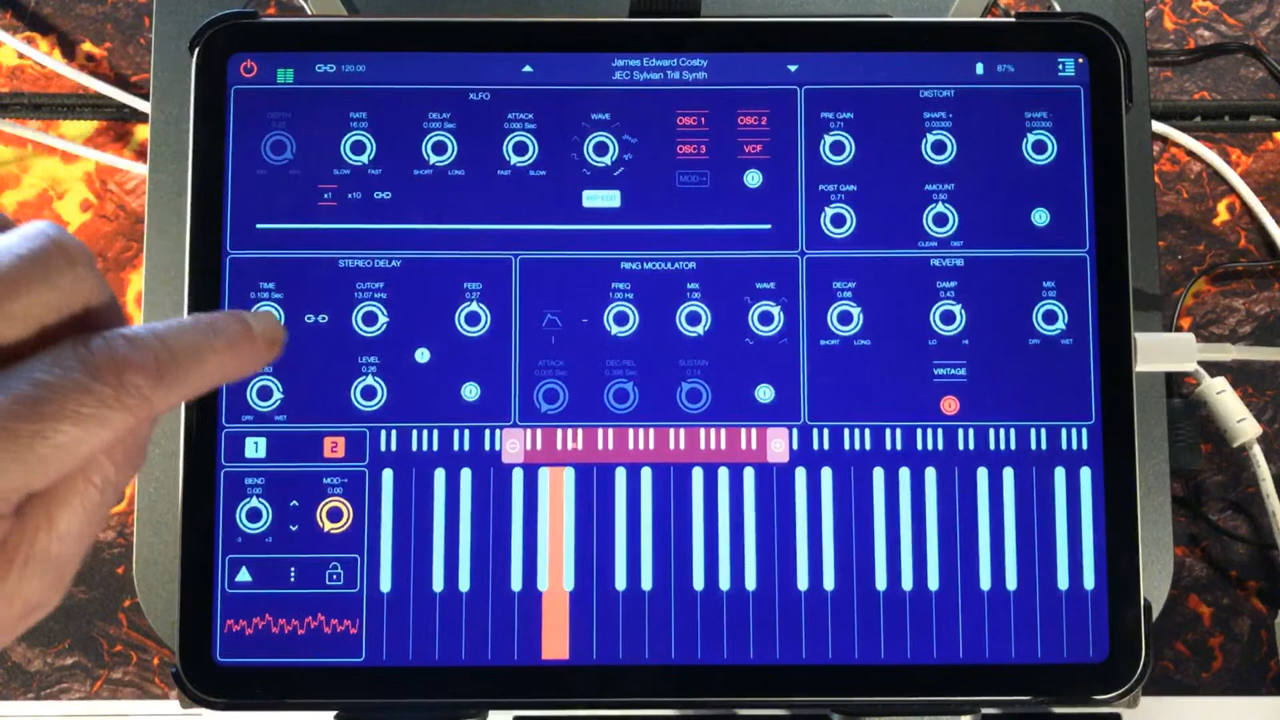 120.00
James Edward Cosby
JEC Sylvian Trill Synth
87%
XLFO
DEPTH
RATE
16.00
SLOW FAST
DELAY
0.000 Sec
SHORT LONG
ATTACK
0.000 Sec
FAST SLOW
WAVE
OSC 1
OSC 2
OSC 3
VCF
MOD→
x1
x10
DISTORT
PRE GAIN
0.71
SHAPE +
0.03300
SHAPE -
0.03300
POST GAIN
0.71
AMOUNT
0.50
CLEAN DIST
STEREO DELAY
TIME
0.106 Sec
CUTOFF
13.07 kHz
FEED
0.27
DRY WET
LEVEL
0.26
RING MODULATOR
FREQ
1.00 Hz
MIX
1.00
WAVE
ATTACK
0.005 Sec
DEC/REL
0.398 Sec
SUSTAIN
0.14
REVERB
DECAY
0.66
SHORT LONG
DAMP
0.43
LO HI
MIX
0.92
DRY WET
VINTAGE
1
2
BEND
0.00
-3 +3
MOD→
0.00